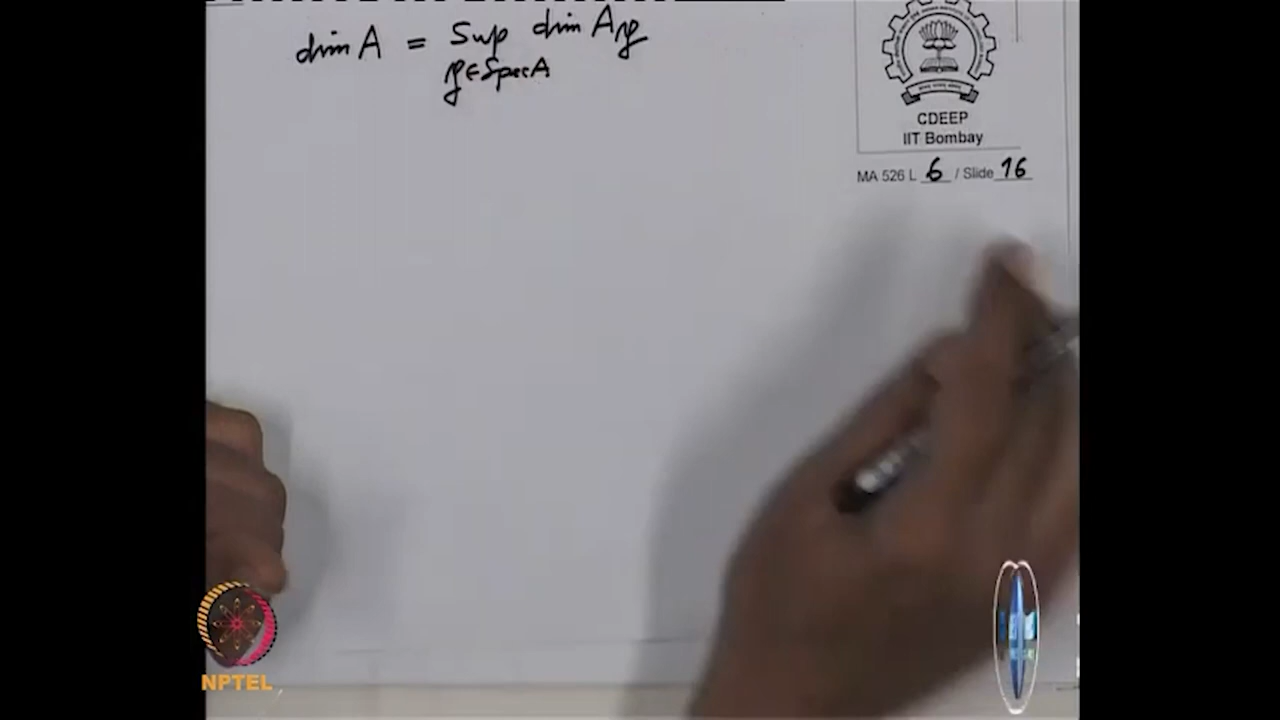 dim A = Sup dim A𝔭
𝔭∈Spec A
CDEEP
IIT Bombay
MA 526 L 6 / Slide 16
NPTEL